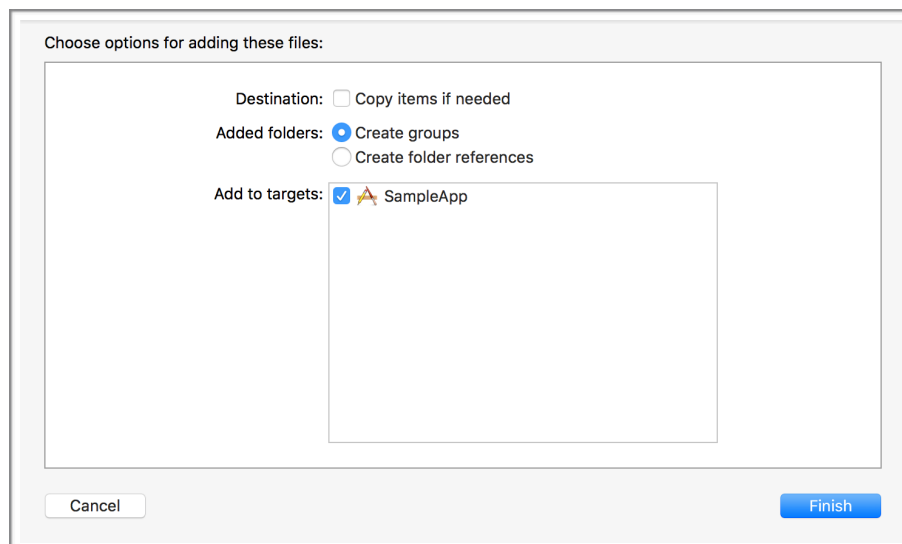 Choose options for adding these files:
Destination: Copy items if needed
Added folders: Create groups
Create folder references
Add to targets: SampleApp
Cancel Finish